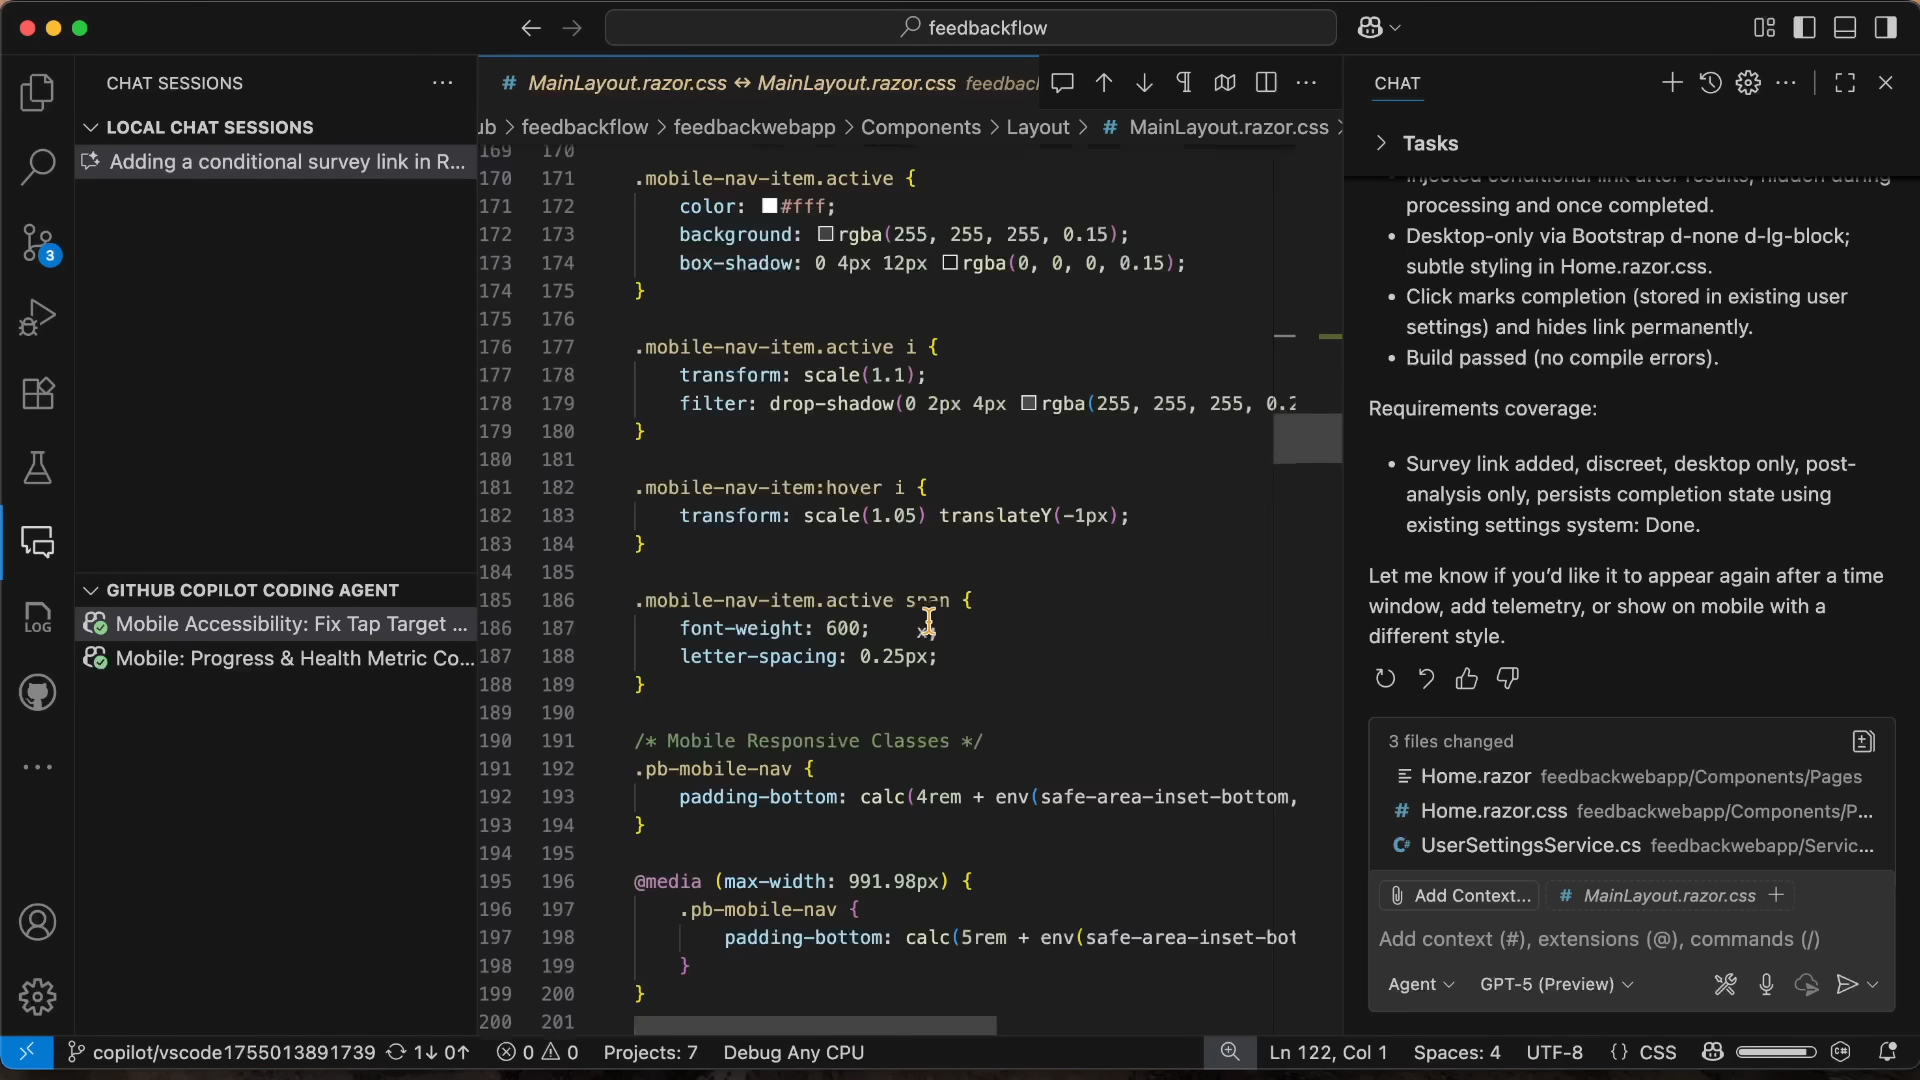 feedbackflow
CHAT SESSIONS
LOCAL CHAT SESSIONS
Adding a conditional survey link in R...
GITHUB COPILOT CODING AGENT
Mobile Accessibility: Fix Tap Target ...
Mobile: Progress & Health Metric Co...
3
LOG
# MainLayout.razor.css ↔ MainLayout.razor.css feedback
ub > feedbackflow > feedbackwebapp > Components > Layout > # MainLayout.razor.css >
169 170
170 171 .mobile-nav-item.active {
171 172 color: #fff;
172 173 background: rgba(255, 255, 255, 0.15);
173 174 box-shadow: 0 4px 12px rgba(0, 0, 0, 0.15);
174 175 }
175 176
176 177 .mobile-nav-item.active i {
177 178 transform: scale(1.1);
178 179 filter: drop-shadow(0 2px 4px rgba(255, 255, 255, 0.2
179 180 }
180 181
181 182 .mobile-nav-item:hover i {
182 183 transform: scale(1.05) translateY(-1px);
183 184 }
184 185
185 186 .mobile-nav-item.active span {
186 187 font-weight: 600;
187 188 letter-spacing: 0.25px;
188 189 }
189 190
190 191 /* Mobile Responsive Classes */
191 192 .pb-mobile-nav {
192 193 padding-bottom: calc(4rem + env(safe-area-inset-bottom,
193 194 }
194 195
195 196 @media (max-width: 991.98px) {
196 197 .pb-mobile-nav {
197 198 padding-bottom: calc(5rem + env(safe-area-inset-bot
198 199 }
199 200 }
200 201
CHAT
Tasks
injected conditional link after results, hidden during
processing and once completed.
• Desktop-only via Bootstrap d-none d-lg-block;
subtle styling in Home.razor.css.
• Click marks completion (stored in existing user
settings) and hides link permanently.
• Build passed (no compile errors).
Requirements coverage:
• Survey link added, discreet, desktop only, post-
analysis only, persists completion state using
existing settings system: Done.
Let me know if you’d like it to appear again after a time
window, add telemetry, or show on mobile with a
different style.
3 files changed
Home.razor feedbackwebapp/Components/Pages
# Home.razor.css feedbackwebapp/Components/P...
C# UserSettingsService.cs feedbackwebapp/Servic...
Add Context... # MainLayout.razor.css +
Add context (#), extensions (@), commands (/)
Agent GPT-5 (Preview)
copilot/vscode1755013891739 1↓ 0↑ 0 0 Projects: 7 Debug Any CPU Ln 122, Col 1 Spaces: 4 UTF-8 {} CSS